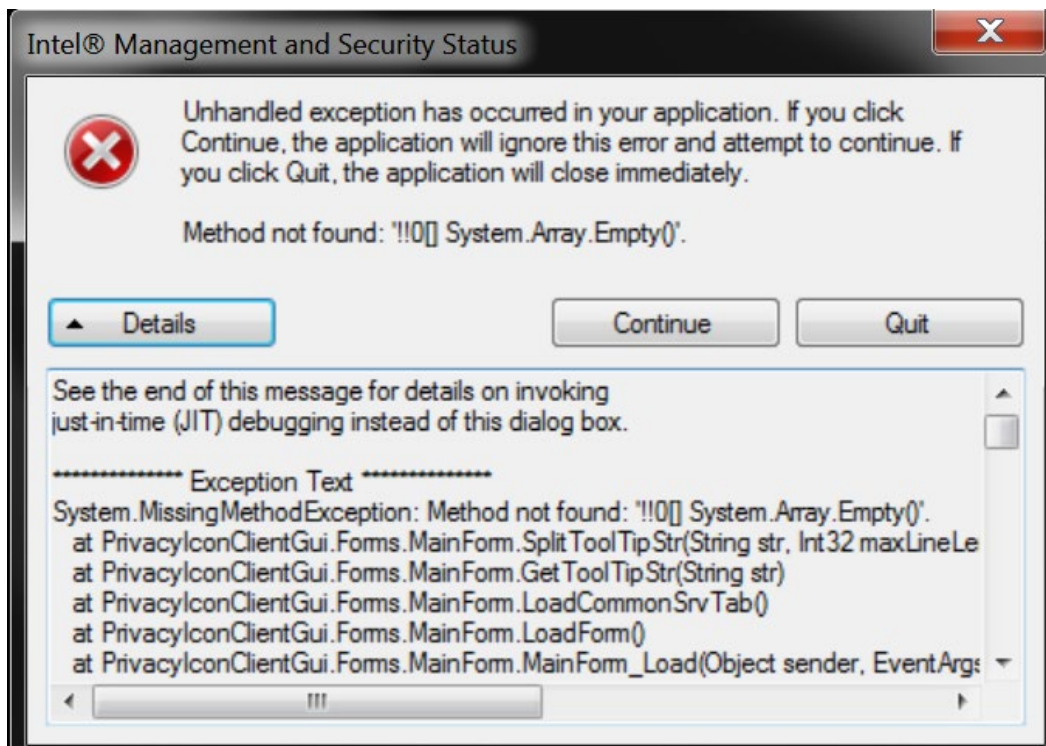 Intel® Management and Security Status
Unhandled exception has occurred in your application. If you click
Continue, the application will ignore this error and attempt to continue. If
you click Quit, the application will close immediately.
Method not found: '!!0[] System.Array.Empty()'.
Details
Continue
Quit
See the end of this message for details on invoking
just-in-time (JIT) debugging instead of this dialog box.
************** Exception Text **************
System.MissingMethodException: Method not found: '!!0[] System.Array.Empty()'.
at PrivacyIconClientGui.Forms.MainForm.SplitToolTipStr(String str, Int32 maxLineLe
at PrivacyIconClientGui.Forms.MainForm.GetToolTipStr(String str)
at PrivacyIconClientGui.Forms.MainForm.LoadCommonSrvTab()
at PrivacyIconClientGui.Forms.MainForm.LoadForm()
at PrivacyIconClientGui.Forms.MainForm.MainForm_Load(Object sender, EventArgs